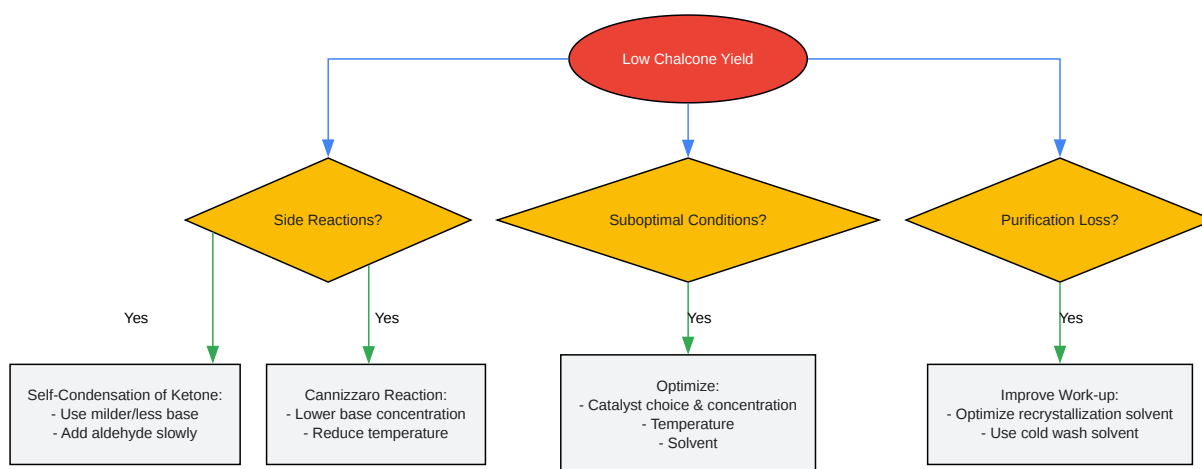 Low Chalcone Yield
Side Reactions?
Suboptimal Conditions?
Purification Loss?
Yes
Yes
Yes
Yes
Self-Condensation of Ketone:
- Use milder/less base
- Add aldehyde slowly
Cannizzaro Reaction:
- Lower base concentration
- Reduce temperature
Optimize:
- Catalyst choice & concentration
- Temperature
- Solvent
Improve Work-up:
- Optimize recrystallization solvent
- Use cold wash solvent